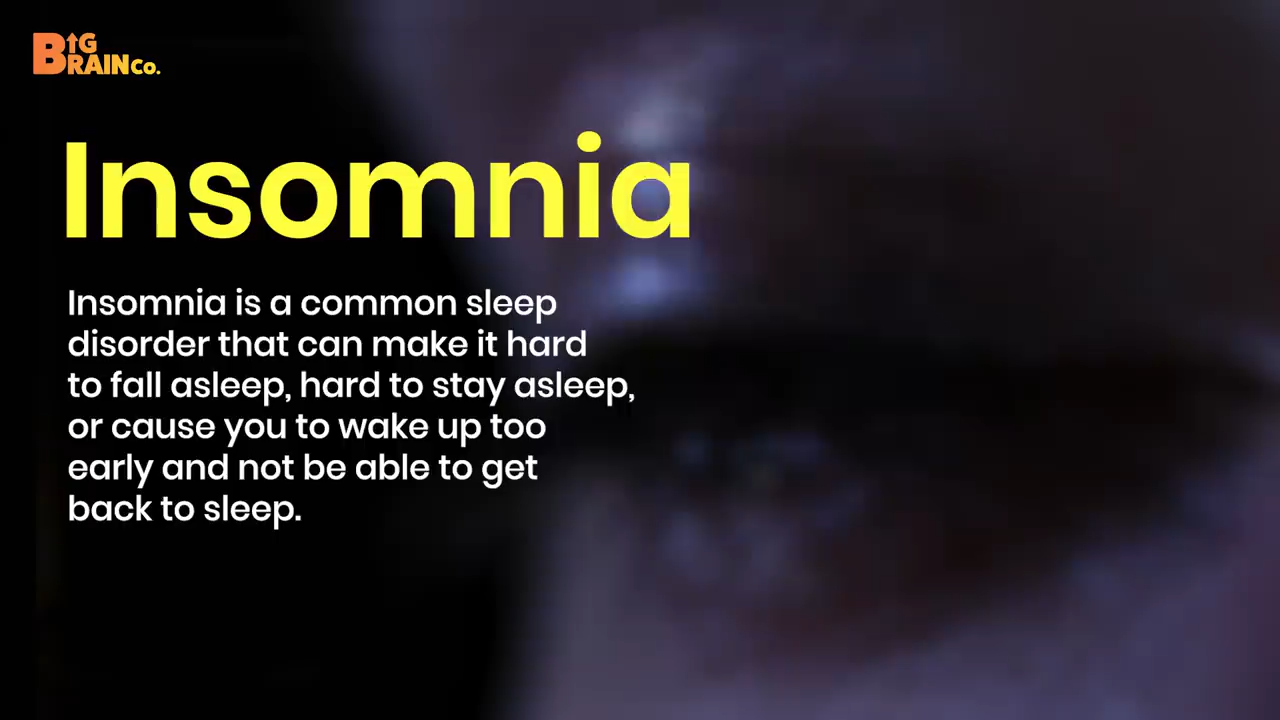 BIG
BRAIN CO.
Insomnia
Insomnia is a common sleep
disorder that can make it hard
to fall asleep, hard to stay asleep,
or cause you to wake up too
early and not be able to get
back to sleep.